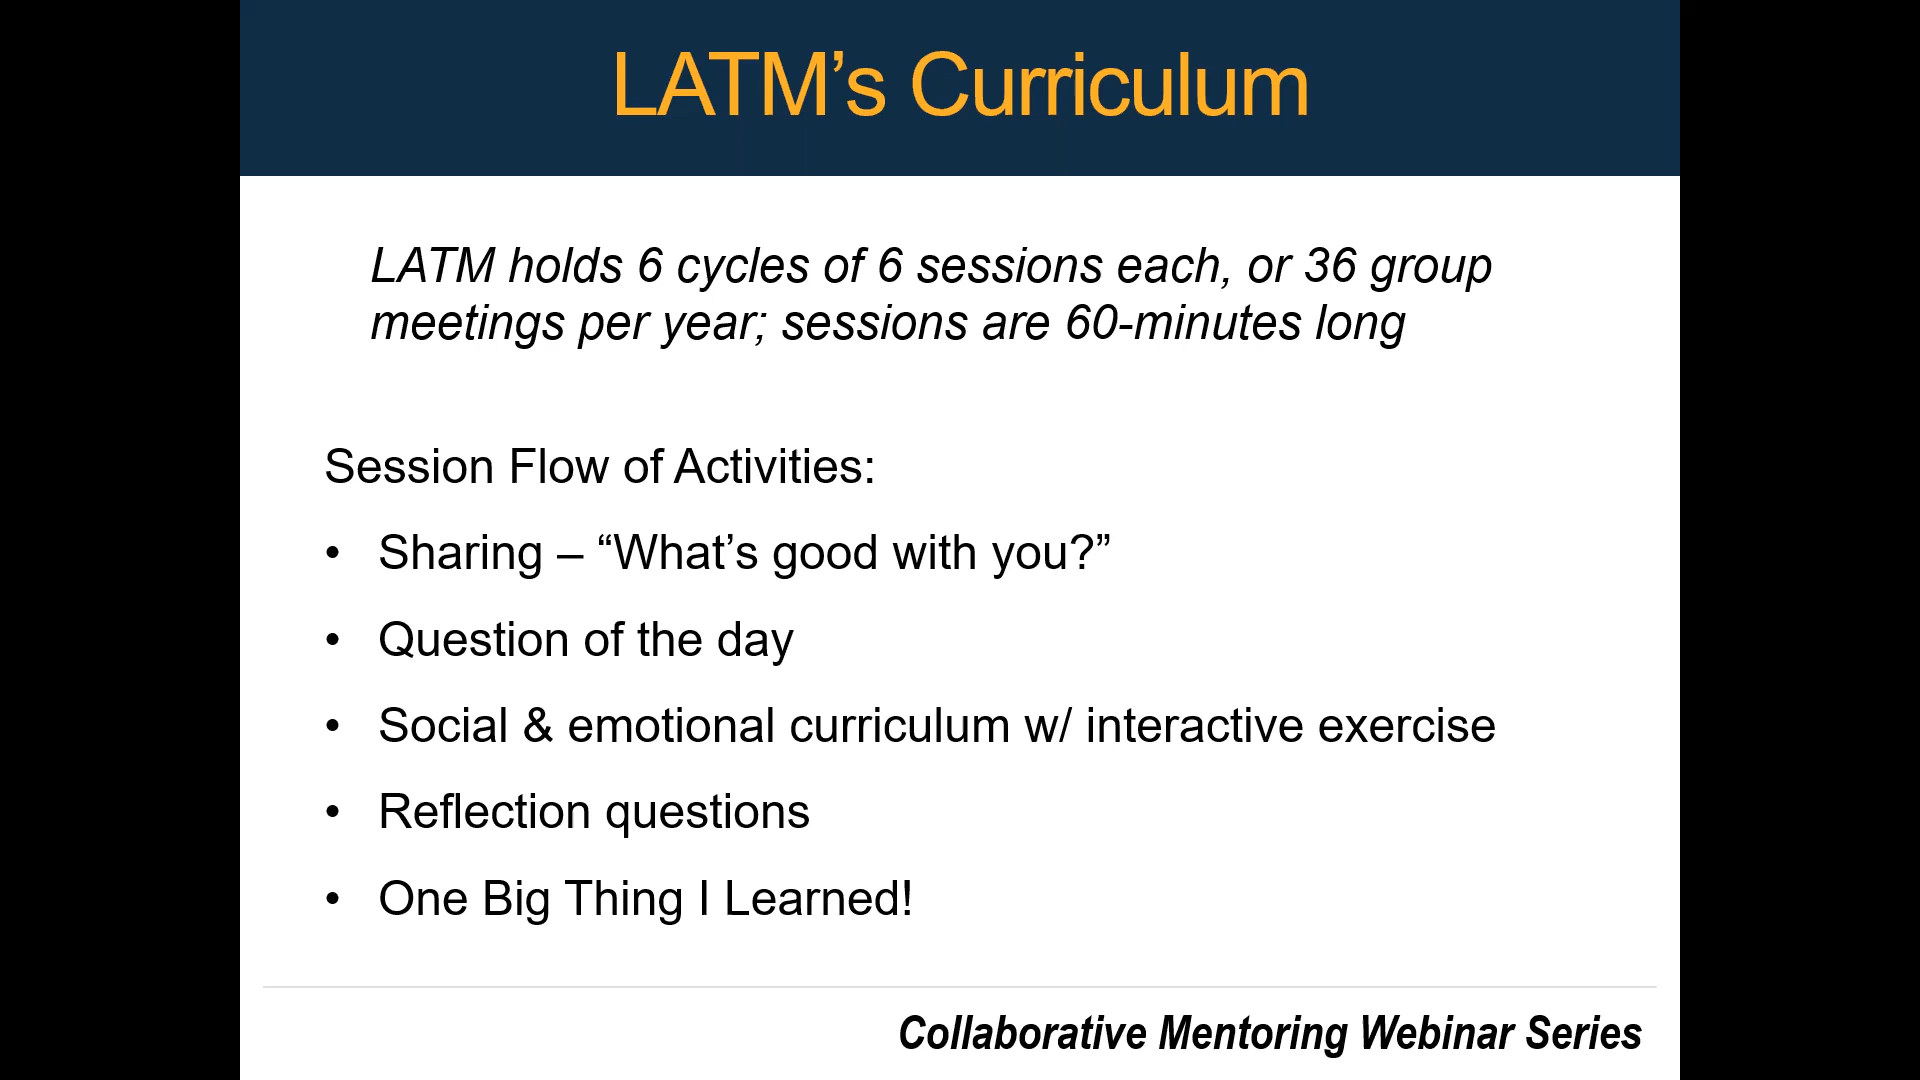 LATM’s Curriculum
LATM holds 6 cycles of 6 sessions each, or 36 group
meetings per year; sessions are 60-minutes long
Session Flow of Activities:
• Sharing – “What’s good with you?”
• Question of the day
• Social & emotional curriculum w/ interactive exercise
• Reflection questions
• One Big Thing I Learned!
Collaborative Mentoring Webinar Series